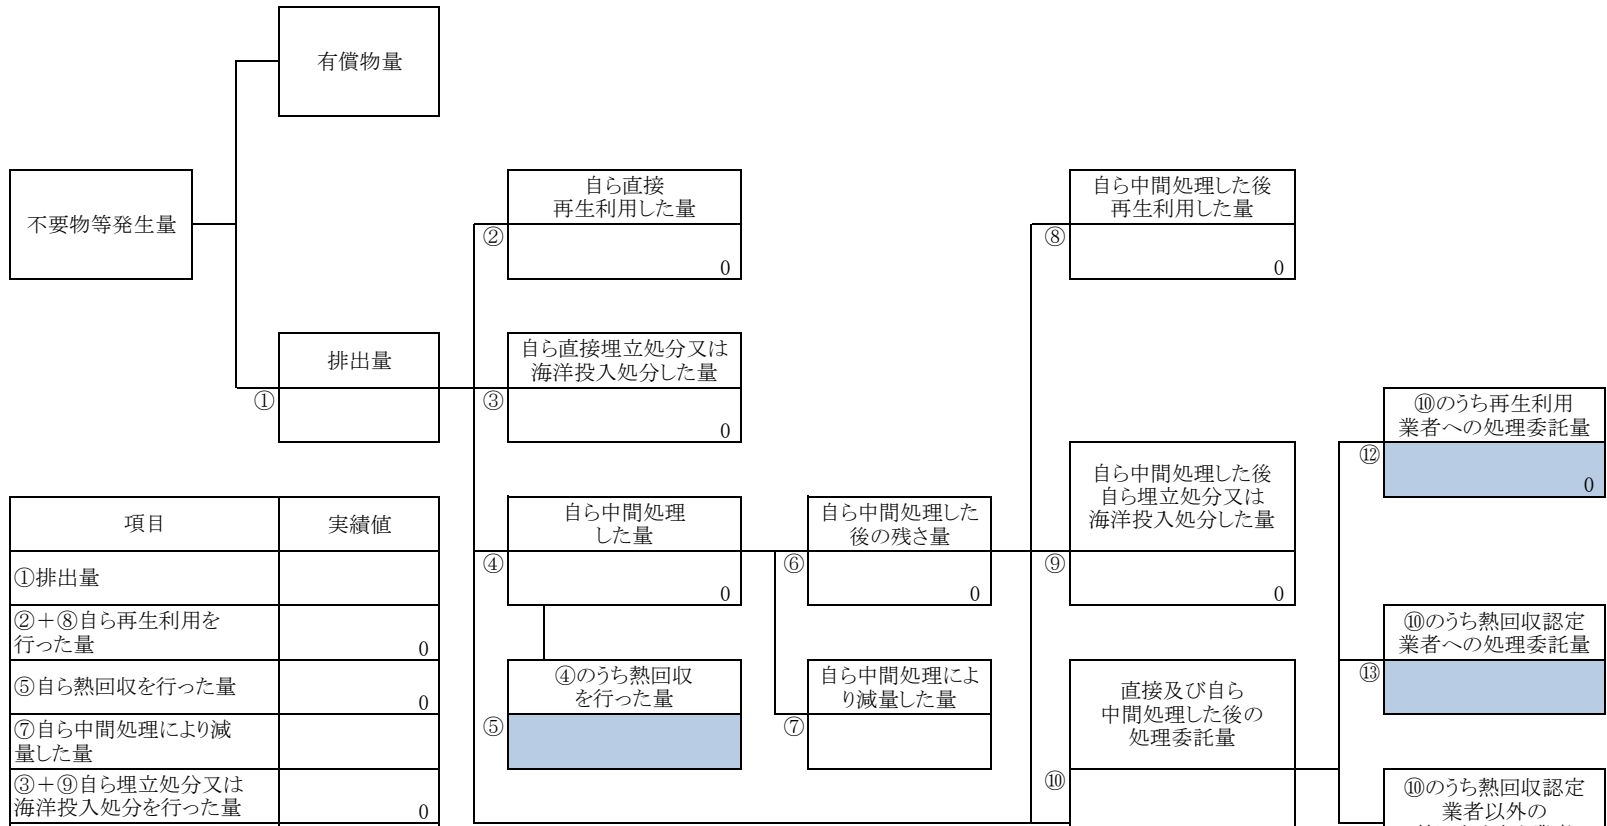 有償物量
不要物等発生量
自ら直接
再生利用した量
②
0
自ら中間処理した後
再生利用した量
⑧
0
排出量
①
自ら直接埋立処分又は
海洋投入処分した量
③
0
⑩のうち再生利用
業者への処理委託量
⑫
0
項目
実績値
①排出量
②＋⑧自ら再生利用を
行った量
0
⑤自ら熱回収を行った量
0
⑦自ら中間処理により減
量した量
③＋⑨自ら埋立処分又は
海洋投入処分を行った量
0
自ら中間処理
した量
④
0
自ら中間処理した
後の残さ量
⑥
0
自ら中間処理した後
自ら埋立処分又は
海洋投入処分した量
⑨
0
④のうち熱回収
を行った量
⑤
自ら中間処理によ
り減量した量
⑦
直接及び自ら
中間処理した後の
処理委託量
⑩
⑩のうち熱回収認定
業者への処理委託量
⑬
⑩のうち熱回収認定
業者以外の